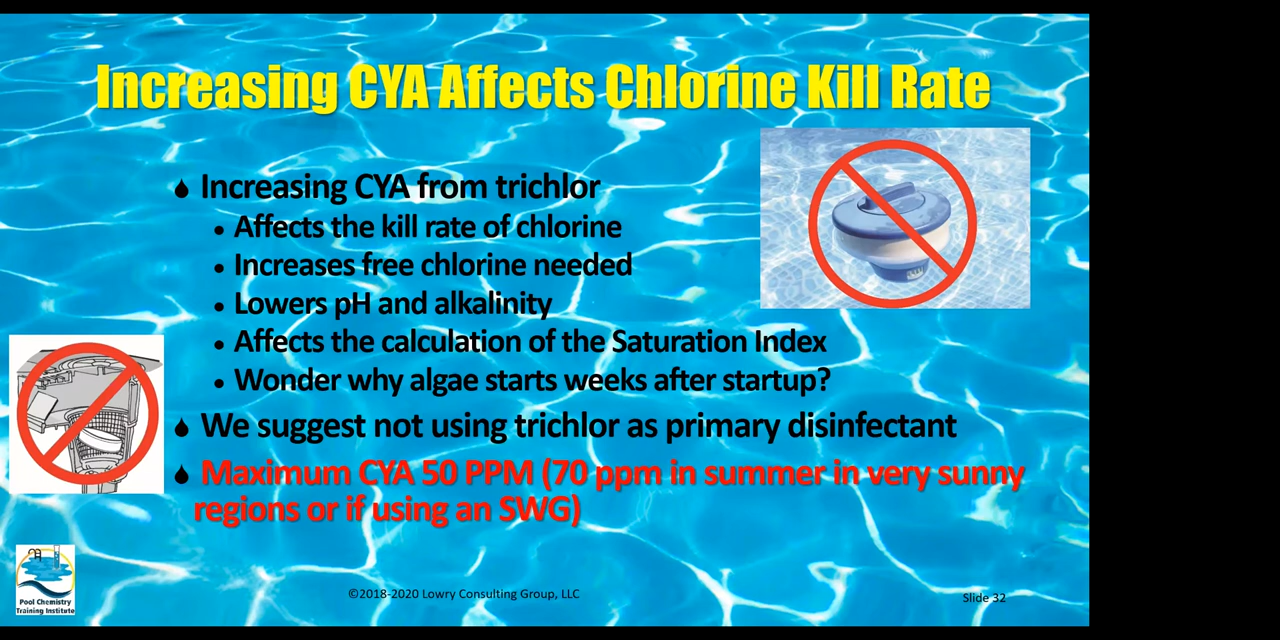 Increasing CYA Affects Chlorine Kill Rate
Increasing CYA from trichlor
• Affects the kill rate of chlorine
• Increases free chlorine needed
• Lowers pH and alkalinity
• Affects the calculation of the Saturation Index
• Wonder why algae starts weeks after startup?
We suggest not using trichlor as primary disinfectant
Maximum CYA 50 PPM (70 ppm in summer in very sunny
regions or if using an SWG)
Pool Chemistry
Training Institute
©2018-2020 Lowry Consulting Group, LLC
Slide 32